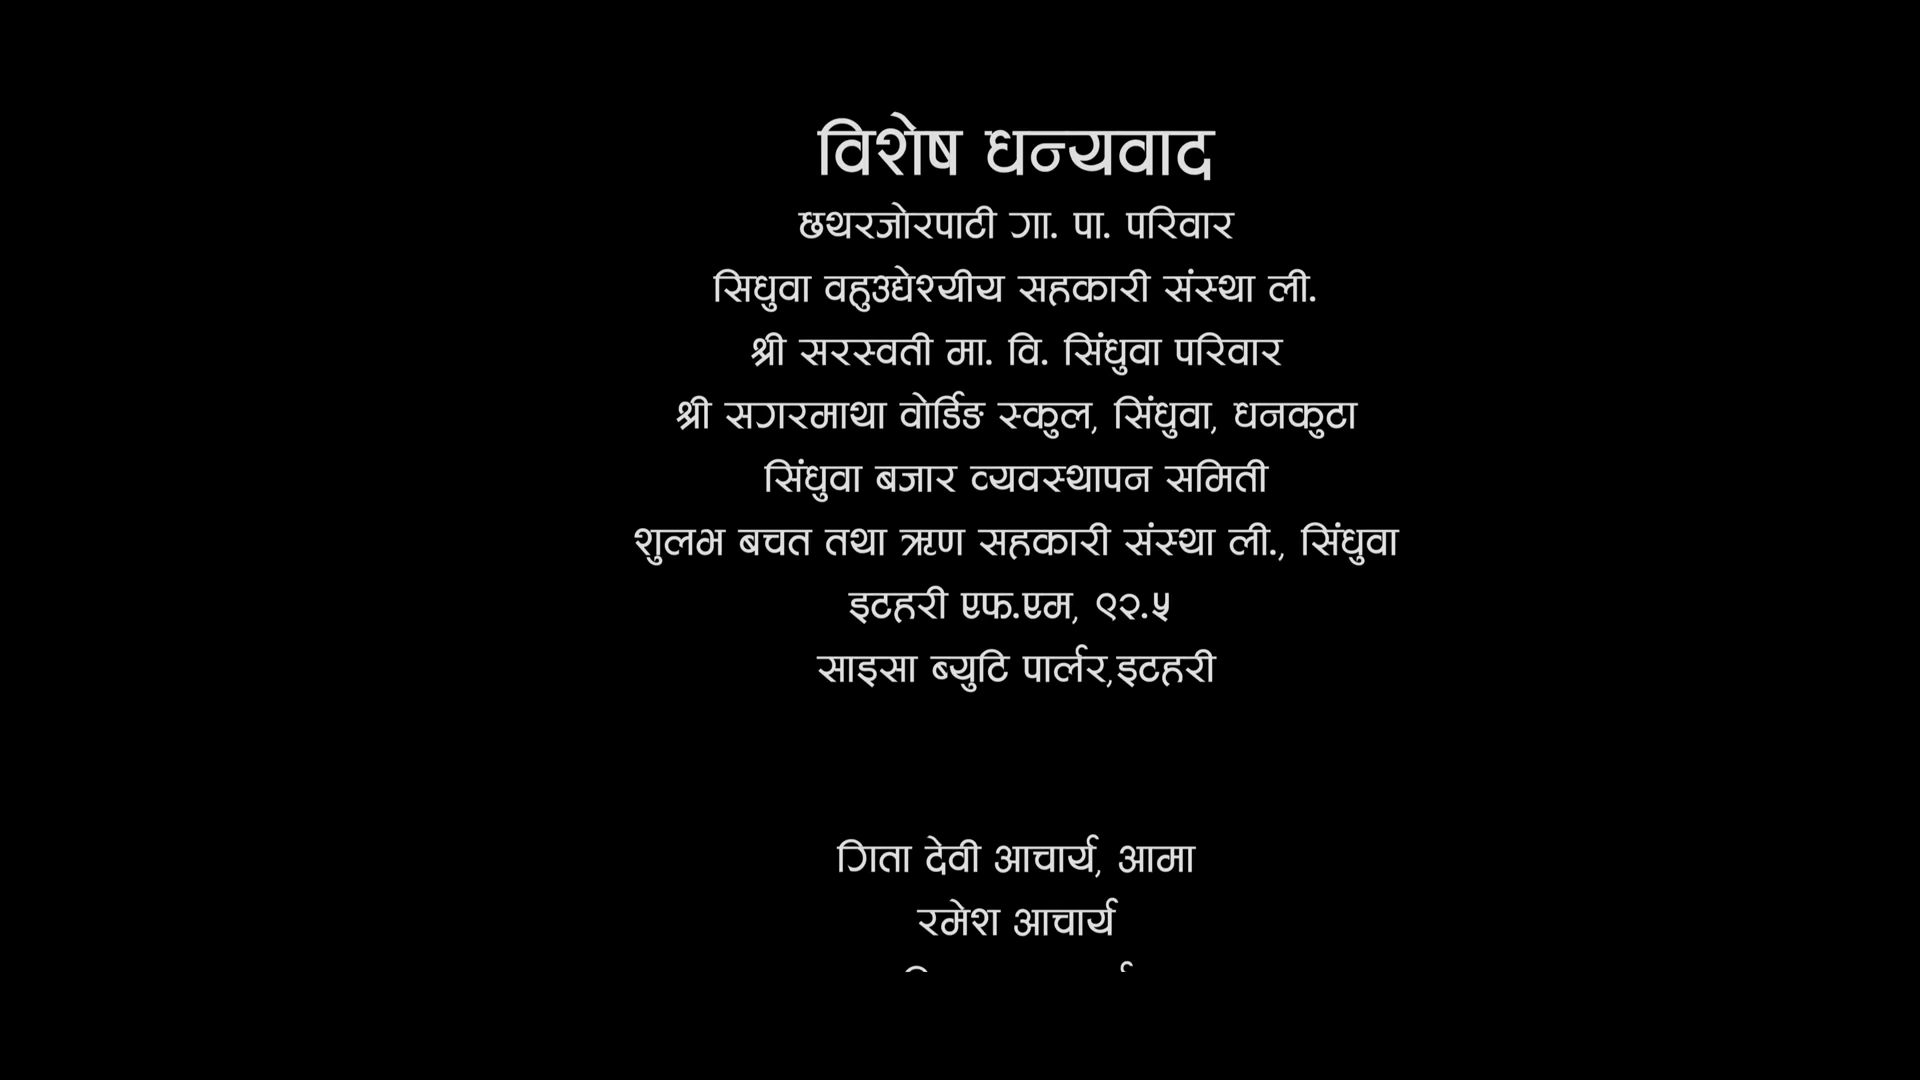 विशेष धन्यवाद
छथरजोरपाटी गा. पा. परिवार
सिधुवा वहुउद्येश्यीय सहकारी संस्था ली.
श्री सरस्वती मा. वि. सिंधुवा परिवार
श्री सगरमाथा वोर्डिङ स्कुल, सिंधुवा, धनकुटा
सिंधुवा बजार व्यवस्थापन समिती
शुलभ बचत तथा ऋण सहकारी संस्था ली., सिंधुवा
इटहरी एफ.एम, ९२.५
साइसा ब्युटि पार्लर,इटहरी
गिता देवी आचार्य, आमा
रमेश आचार्य